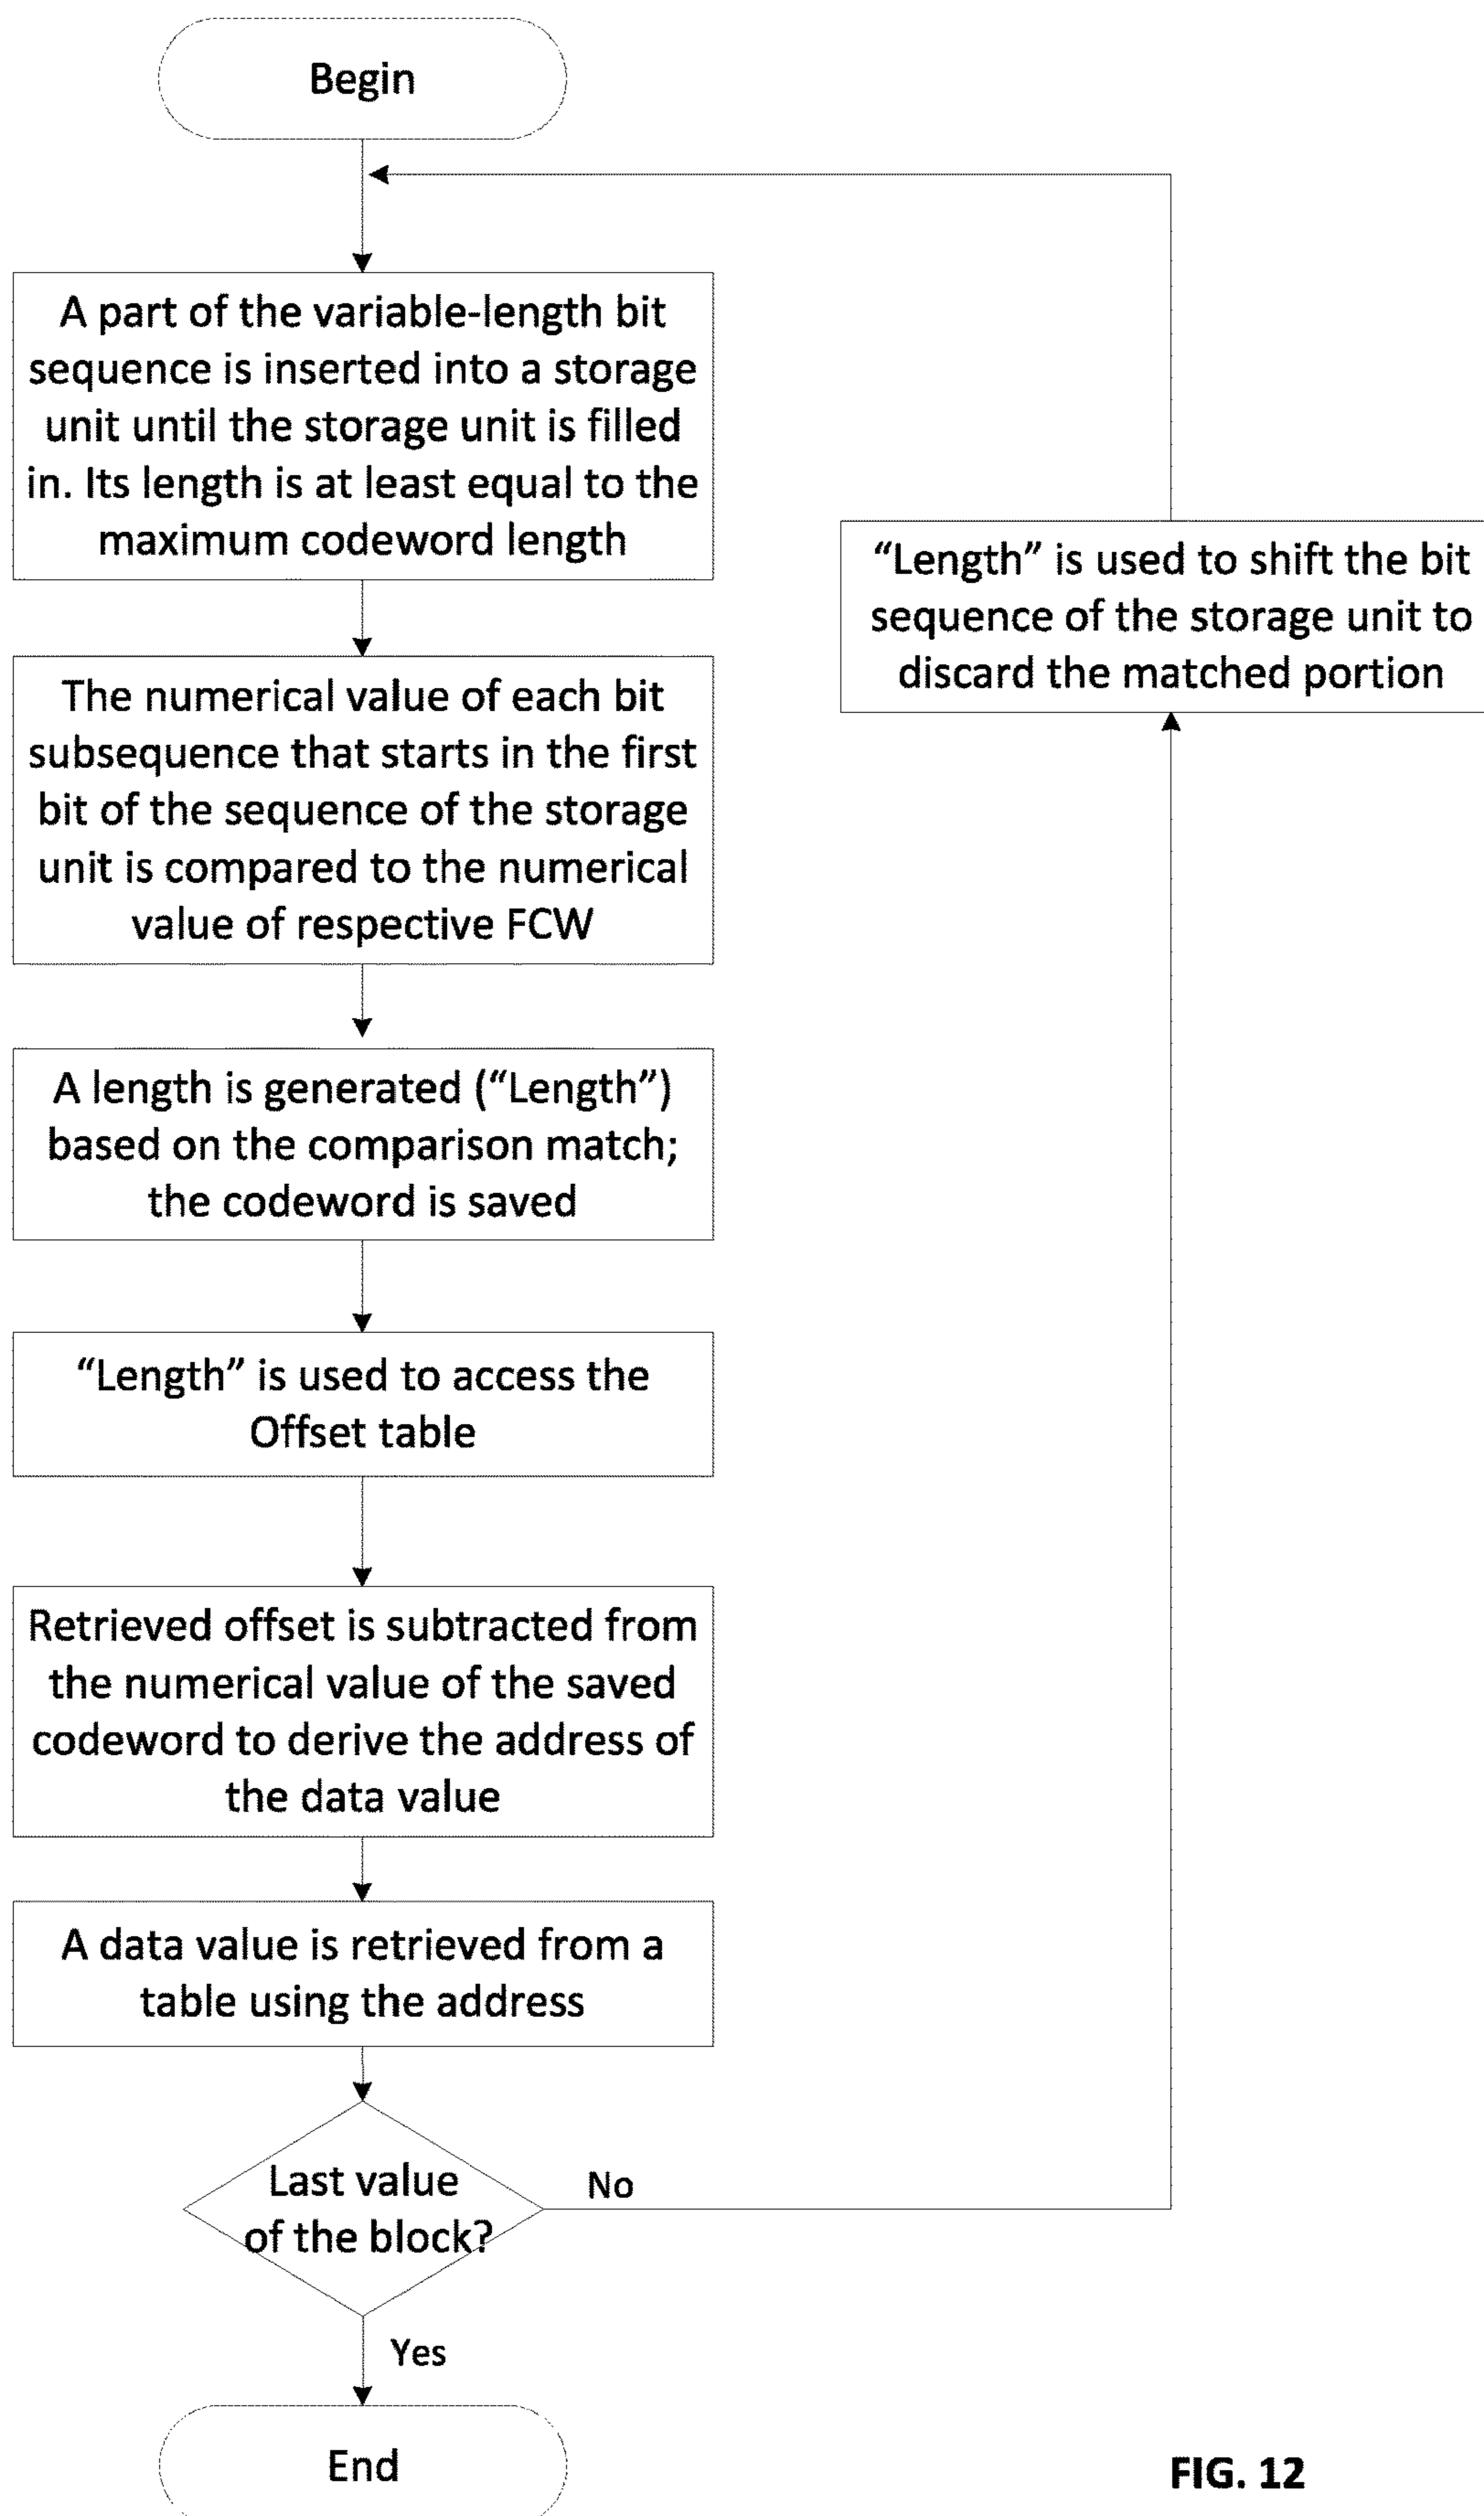 Begin
A part of the variable-length bit
sequence is inserted into a storage
unit until the storage unit is filled
in. Its length is at least equal to the
maximum codeword length
"Length" is used to shift the bit
sequence of the storage unit to
discard the matched portion
The numerical value of each bit
subsequence that starts in the first
bit of the sequence of the storage
unit is compared to the numerical
value of respective FCW
A length is generated (“Length”)
based on the comparison match;
the codeword is saved
“Length” is used to access the
Offset table
Retrieved offset is subtracted from
the numerical value of the saved
codeword to derive the address of
the data value
A data value is retrieved from a
table using the address
Last value
of the block?
No
Yes
End
FIG. 12